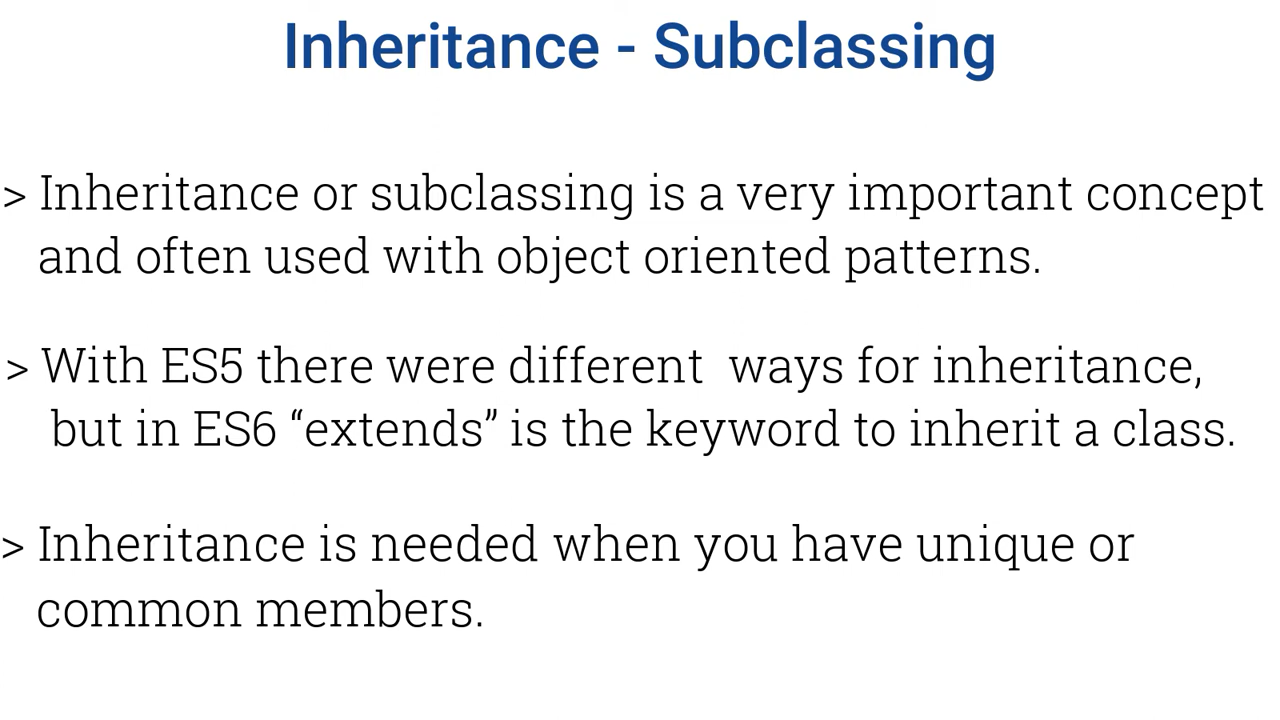 Inheritance - Subclassing
> Inheritance or subclassing is a very important concept
and often used with object oriented patterns.
> With ES5 there were different  ways for inheritance,
but in ES6 “extends” is the keyword to inherit a class.
> Inheritance is needed when you have unique or
common members.